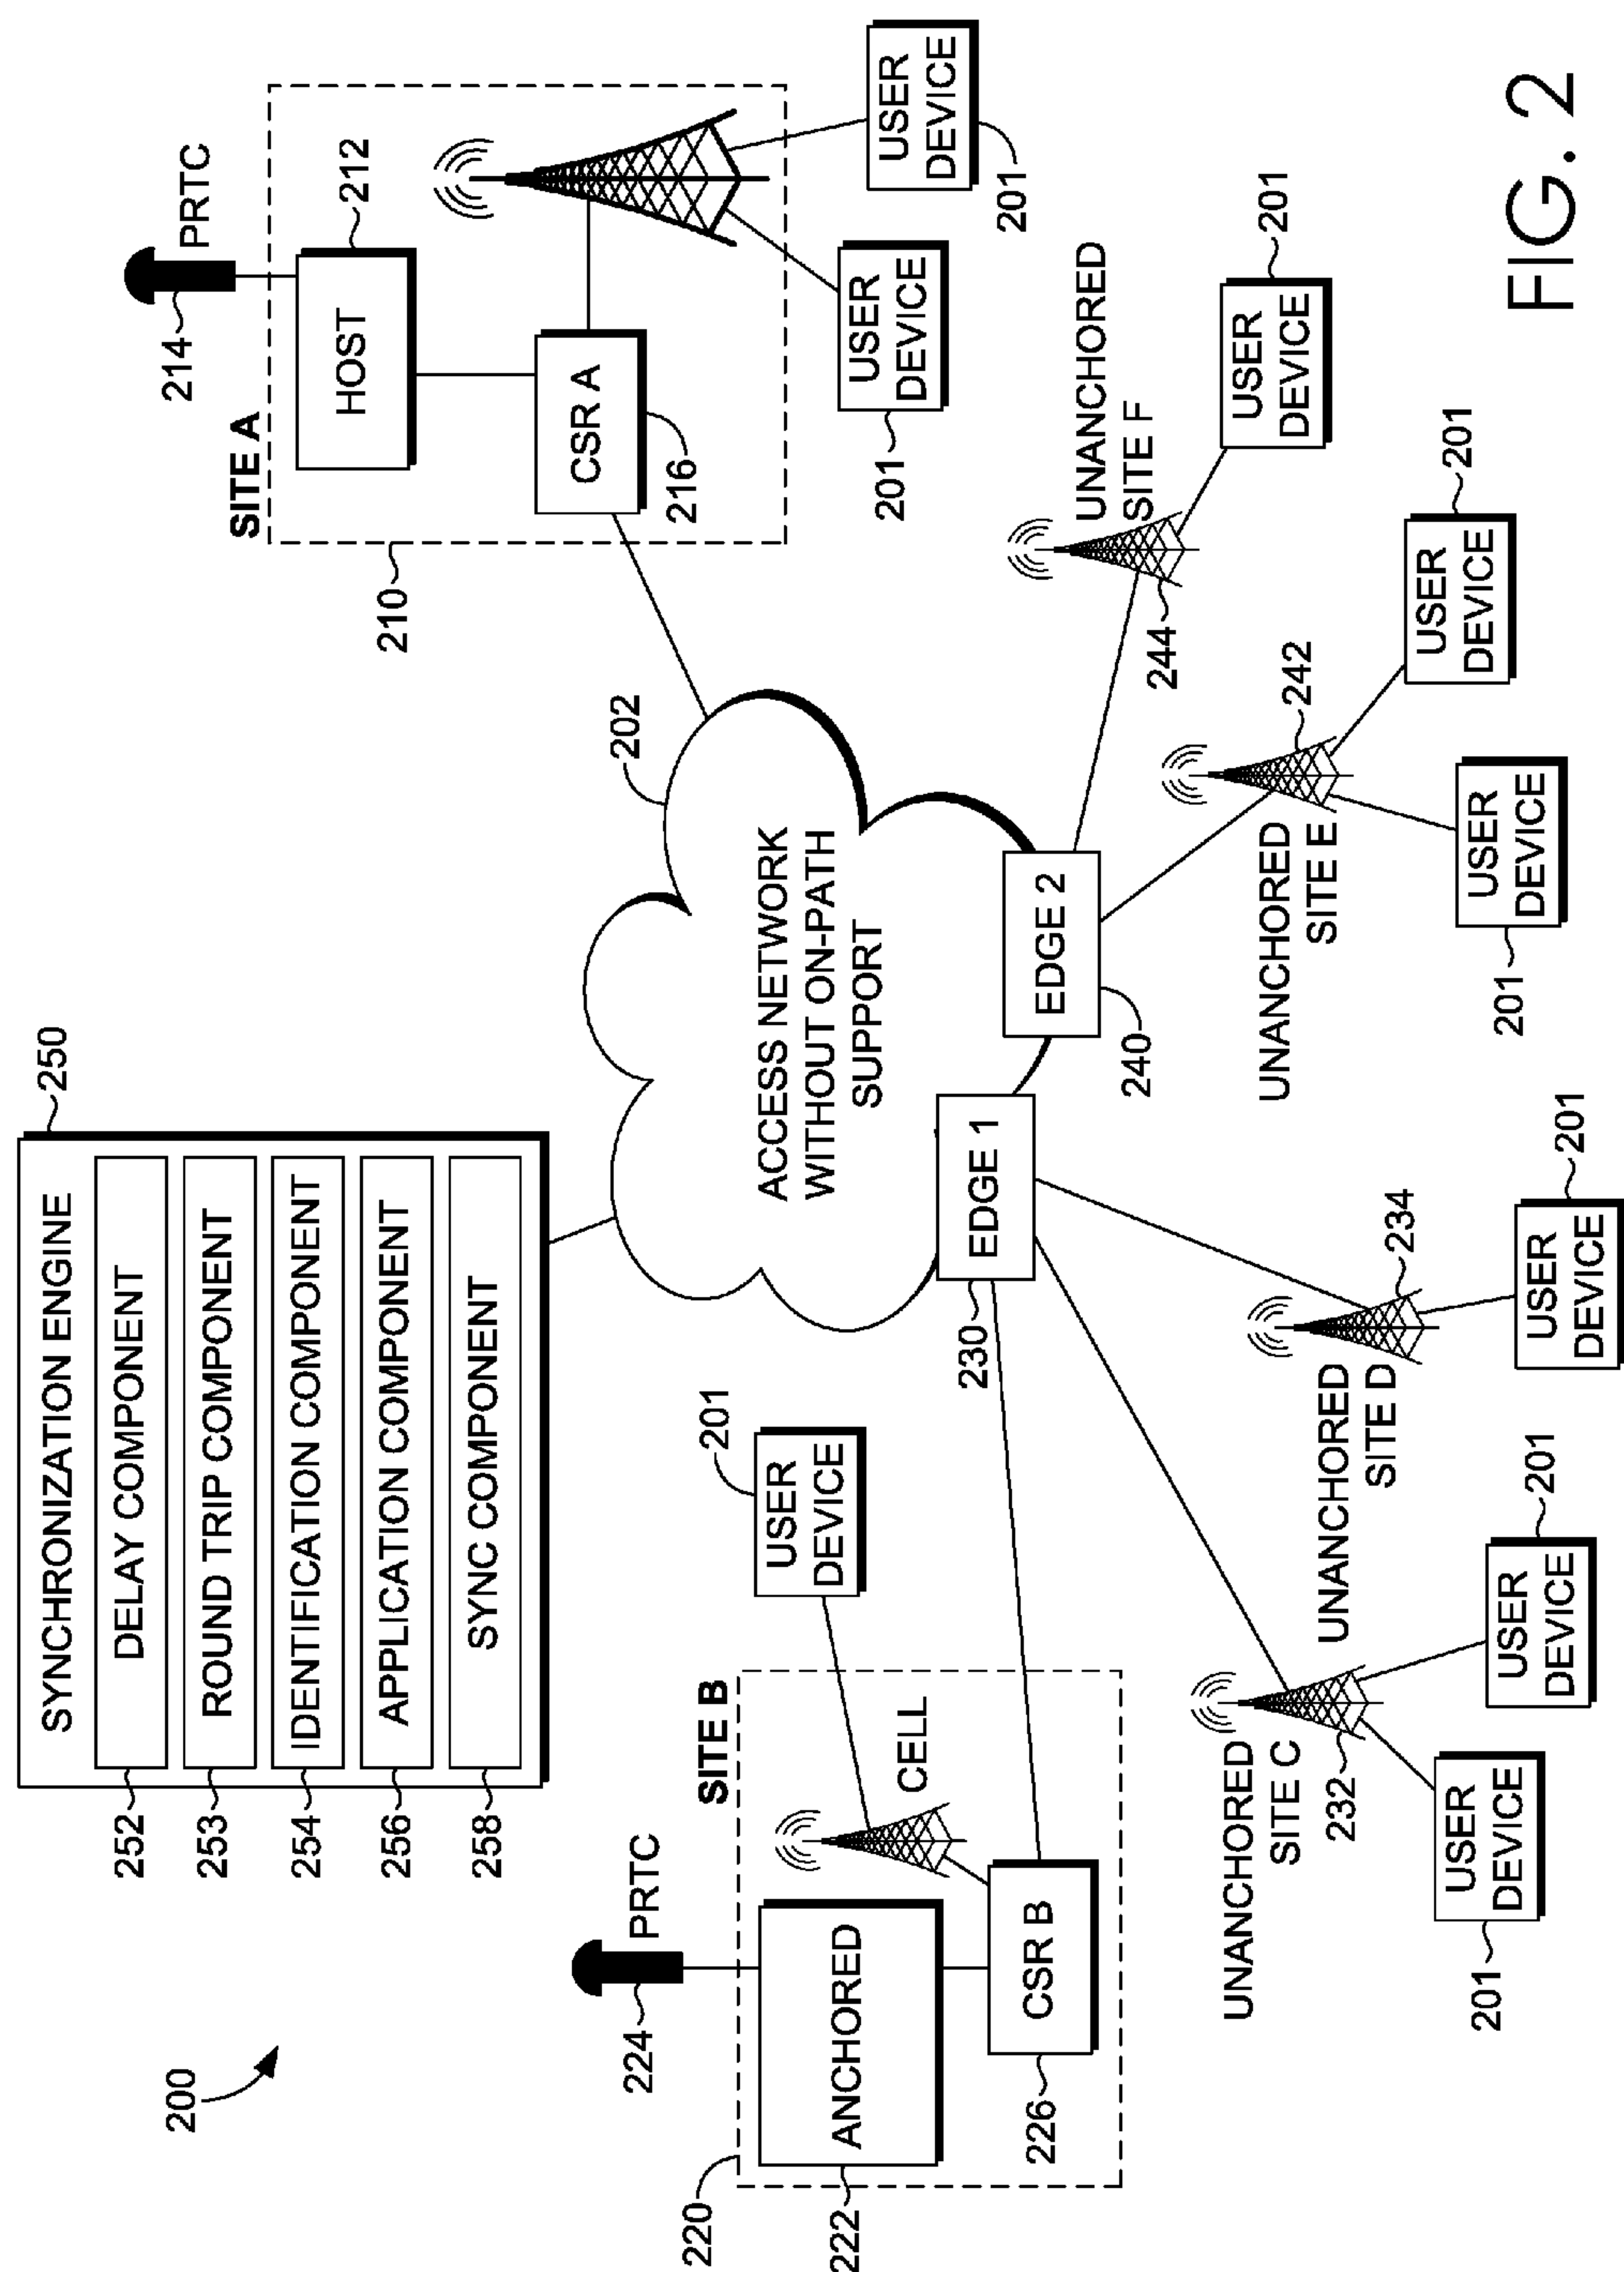 200
SYNCHRONIZATION ENGINE
250
252
DELAY COMPONENT
253
ROUND TRIP COMPONENT
254
IDENTIFICATION COMPONENT
256
APPLICATION COMPONENT
258
SYNC COMPONENT
214
PRTC
SITE A
HOST
212
210
CSR A
216
USER
DEVICE
201
USER
DEVICE
201
202
ACCESS NETWORK
WITHOUT ON-PATH
SUPPORT
224
PRTC
SITE B
220
ANCHORED
222
CELL
CSR B
226
USER
DEVICE
201
EDGE 1
230
EDGE 2
240
UNANCHORED
SITE C
232
USER
DEVICE
201
USER
DEVICE
201
UNANCHORED
SITE D
234
USER
DEVICE
201
UNANCHORED
SITE E
242
USER
DEVICE
201
USER
DEVICE
201
UNANCHORED
SITE F
244
USER
DEVICE
201
FIG. 2